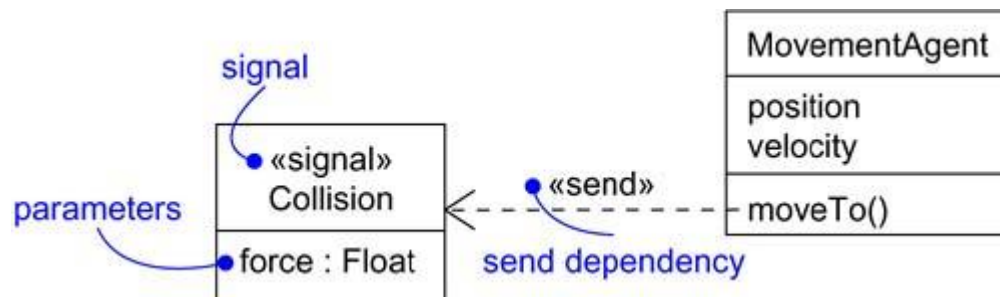 signal
«signal»
Collision
parameters
force : Float
«send»
send dependency
MovementAgent
position
velocity
moveTo()